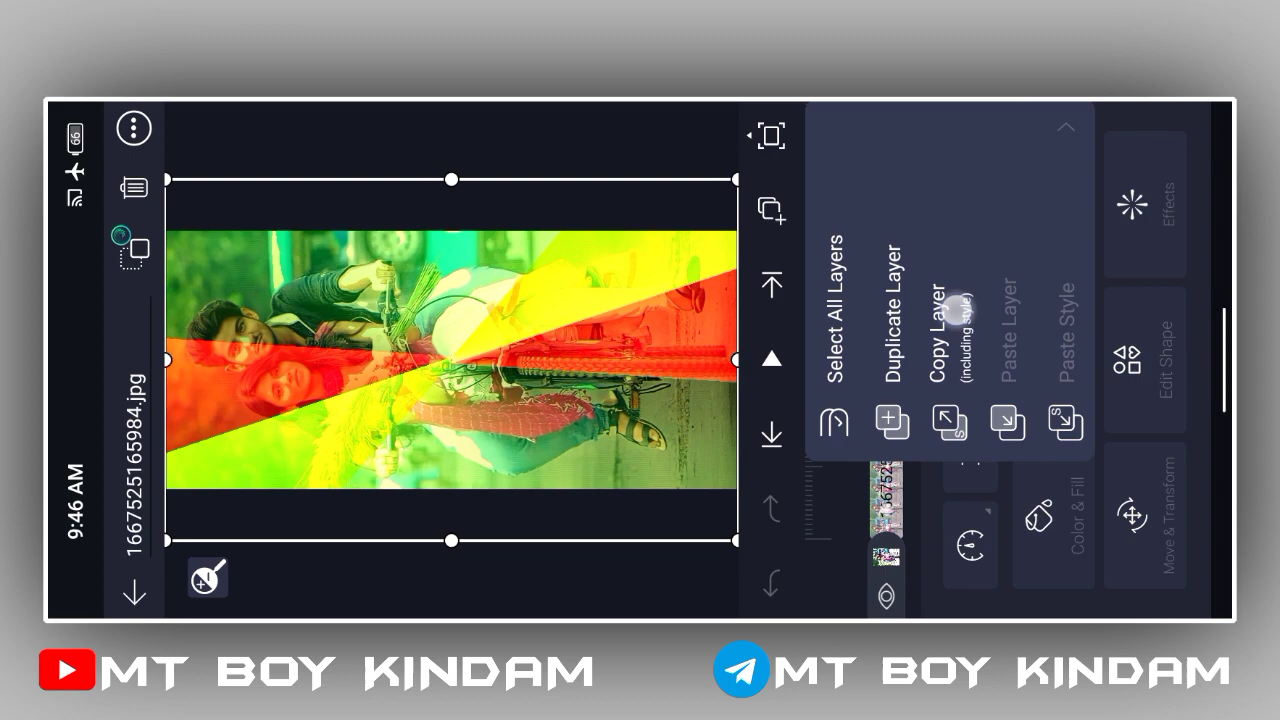 9:46 AM
66
1667525165984.jpg
Select All Layers
Duplicate Layer
Copy Layer
(including style)
Paste Layer
Paste Style
Color & Fill
Move & Transform
Edit Shape
Effects
MT BOY KINDAM
MT BOY KINDAM